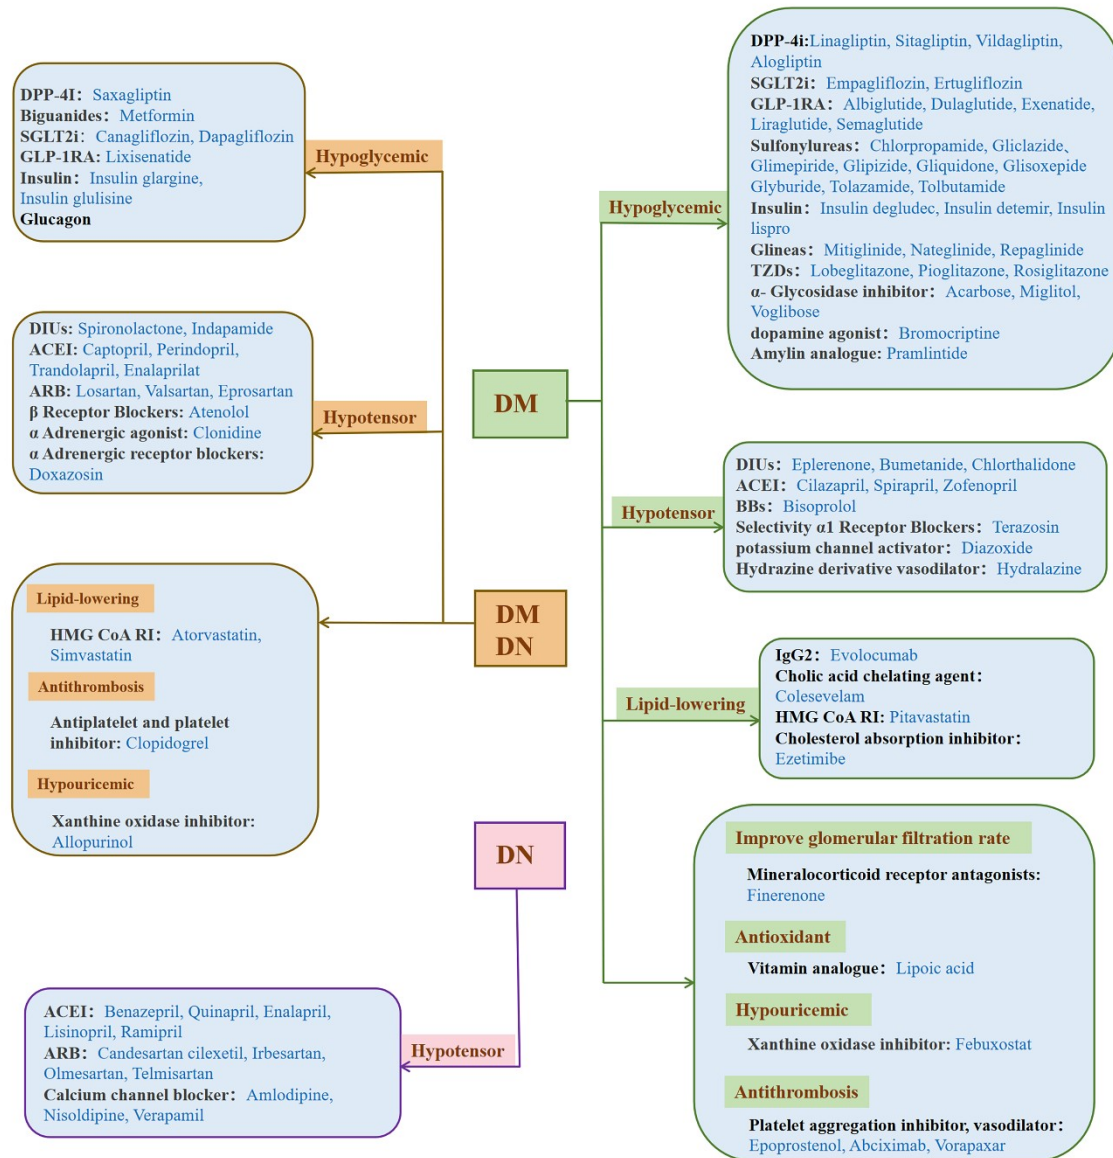 DPP-4I： Saxagliptin
Biguanides： Metformin
SGLT2i： Canagliflozin, Dapagliflozin
GLP-1RA: Lixisenatide
Insulin： Insulin glargine,
Insulin glulisine
Glucagon
Hypoglycemic
DIUs: Spironolactone, Indapamide
ACEI: Captopril, Perindopril,
Trandolapril, Enalaprilat
ARB: Losartan, Valsartan, Eprosartan
β Receptor Blockers: Atenolol
α Adrenergic agonist: Clonidine
α Adrenergic receptor blockers:
Doxazosin
Hypotensor
Lipid-lowering
HMG CoA RI： Atorvastatin,
Simvastatin
Antithrombosis
Antiplatelet and platelet
inhibitor: Clopidogrel
Hypouricemic
Xanthine oxidase inhibitor:
Allopurinol
DM
DN
DN
ACEI： Benazepril, Quinapril, Enalapril,
Lisinopril, Ramipril
ARB： Candesartan cilexetil, Irbesartan,
Olmesartan, Telmisartan
Calcium channel blocker： Amlodipine,
Nisoldipine, Verapamil
Hypotensor
DM
Hypoglycemic
DPP-4i:Linagliptin, Sitagliptin, Vildagliptin,
Alogliptin
SGLT2i： Empagliflozin, Ertugliflozin
GLP-1RA： Albiglutide, Dulaglutide, Exenatide,
Liraglutide, Semaglutide
Sulfonylureas： Chlorpropamide, Gliclazide、
Glimepiride, Glipizide, Gliquidone, Glisoxepide
Glyburide, Tolazamide, Tolbutamide
Insulin： Insulin degludec, Insulin detemir, Insulin
lispro
Glineas： Mitiglinide, Nateglinide, Repaglinide
TZDs： Lobeglitazone, Pioglitazone, Rosiglitazone
α- Glycosidase inhibitor： Acarbose, Miglitol,
Voglibose
dopamine agonist： Bromocriptine
Amylin analogue: Pramlintide
Hypotensor
DIUs： Eplerenone, Bumetanide, Chlorthalidone
ACEI： Cilazapril, Spirapril, Zofenopril
BBs： Bisoprolol
Selectivity α1 Receptor Blockers： Terazosin
potassium channel activator： Diazoxide
Hydrazine derivative vasodilator： Hydralazine
Lipid-lowering
IgG2： Evolocumab
Cholic acid chelating agent：
Colesevelam
HMG CoA RI: Pitavastatin
Cholesterol absorption inhibitor：
Ezetimibe
Improve glomerular filtration rate
Mineralocorticoid receptor antagonists:
Finerenone
Antioxidant
Vitamin analogue： Lipoic acid
Hypouricemic
Xanthine oxidase inhibitor: Febuxostat
Antithrombosis
Platelet aggregation inhibitor, vasodilator：
Epoprostenol, Abciximab, Vorapaxar